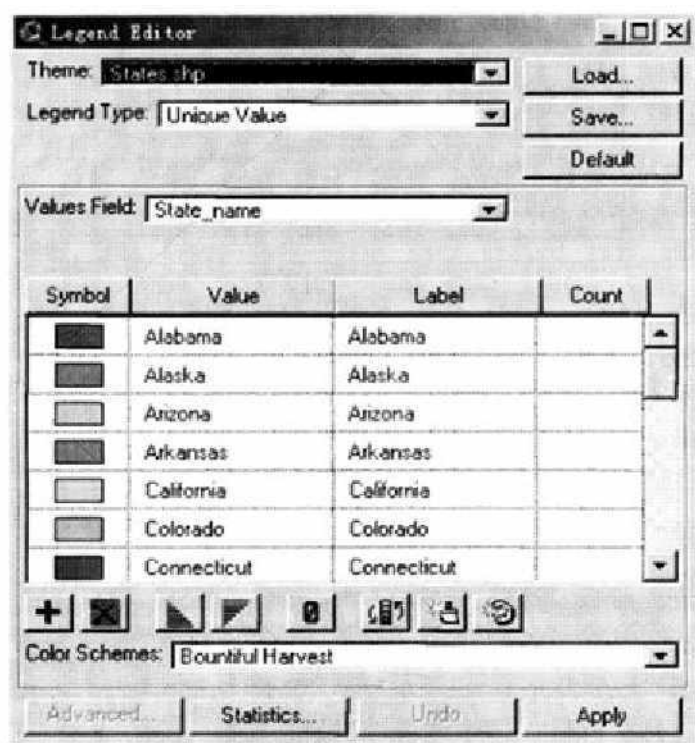 Legend Editor
Theme: States.shp
Load...
Legend Type: Unique Value
Save...
Default
Values Field: State_name
Symbol Value Label Count
Alabama Alabama
Alaska Alaska
Arizona Arizona
Arkansas Arkansas
California California
Colorado Colorado
Connecticut Connecticut
Color Schemes: Bountiful Harvest
Advanced... Statistics... Undo Apply